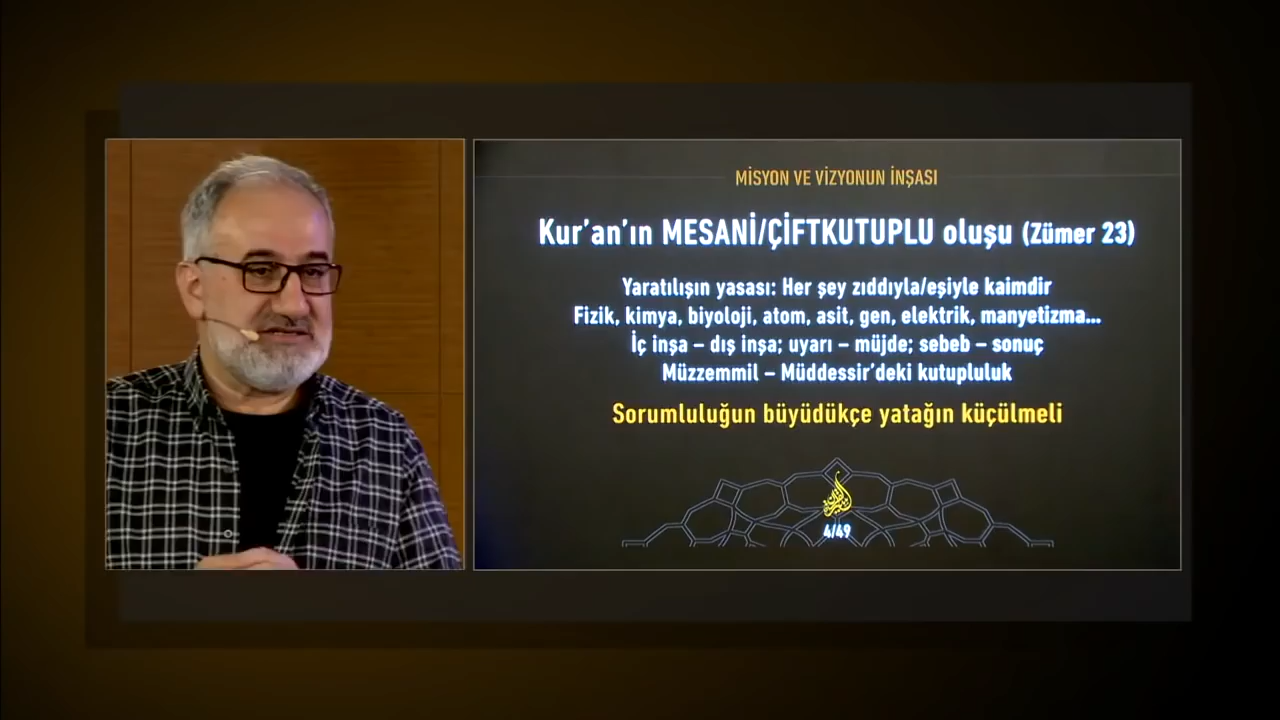 MİSYON VE VİZYONUN İNŞASI
Kur'an'ın MESANİ/ÇİFTKUTUPLU oluşu (Zümer 23)
Yaratılışın yasası: Her şey zıddıyla/eşiyle kaimdir
Fizik, kimya, biyoloji, atom, asit, gen, elektrik, manyetizma...
İç inşa – dış inşa; uyarı – müjde; sebeb – sonuç
Müzzemmil – Müddessir'deki kutupluluk
Sorumluluğun büyüdükçe yatağın küçülmeli
4/49